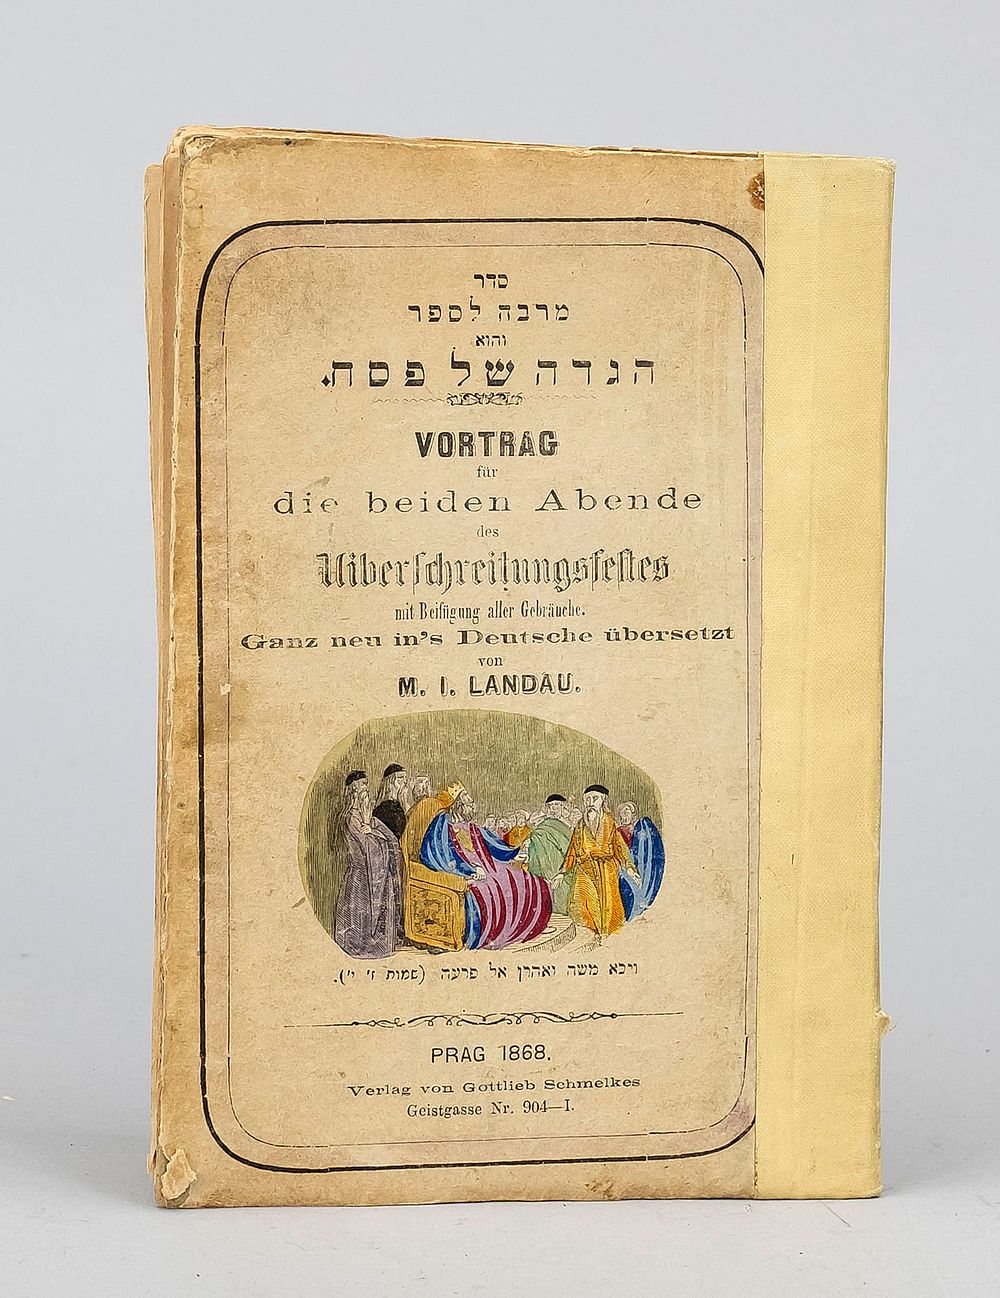 סדר
מרבה לספר
והוא
הגדה של פסח.
VORTRAG
für
die beiden Abende
des
Uiberschreitungsfestes
mit Beifügung aller Gebräuche.
Ganz neu in's Deutsche übersetzt
von
M. I. LANDAU.
ויבא משה ואהרן אל פרעה (שמות ז' י').
PRAG 1868.
Verlag von Gottlieb Schmelkes
Geistgasse Nr. 904—I.